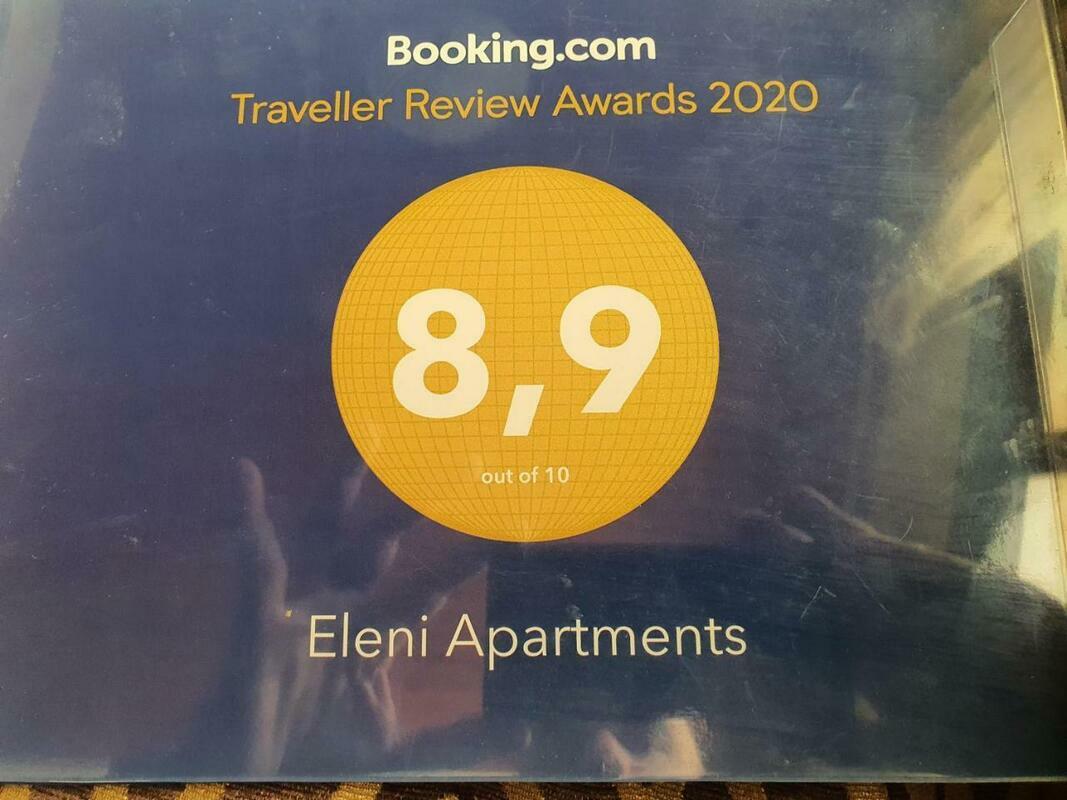 Booking.com
Traveller Review Awards 2020
8,9
out of 10
Eleni Apartments